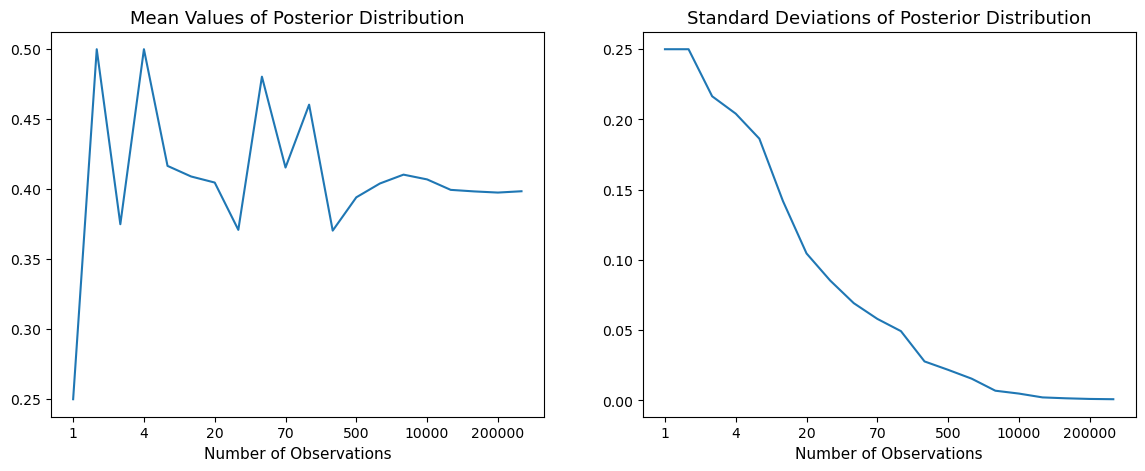 Mean Values of Posterior Distribution
0.50
0.45
0.40
0.35
0.30
0.25
1 4 20 70 500 10000 200000
Number of Observations
Standard Deviations of Posterior Distribution
0.25
0.20
0.15
0.10
0.05
0.00
1 4 20 70 500 10000 200000
Number of Observations